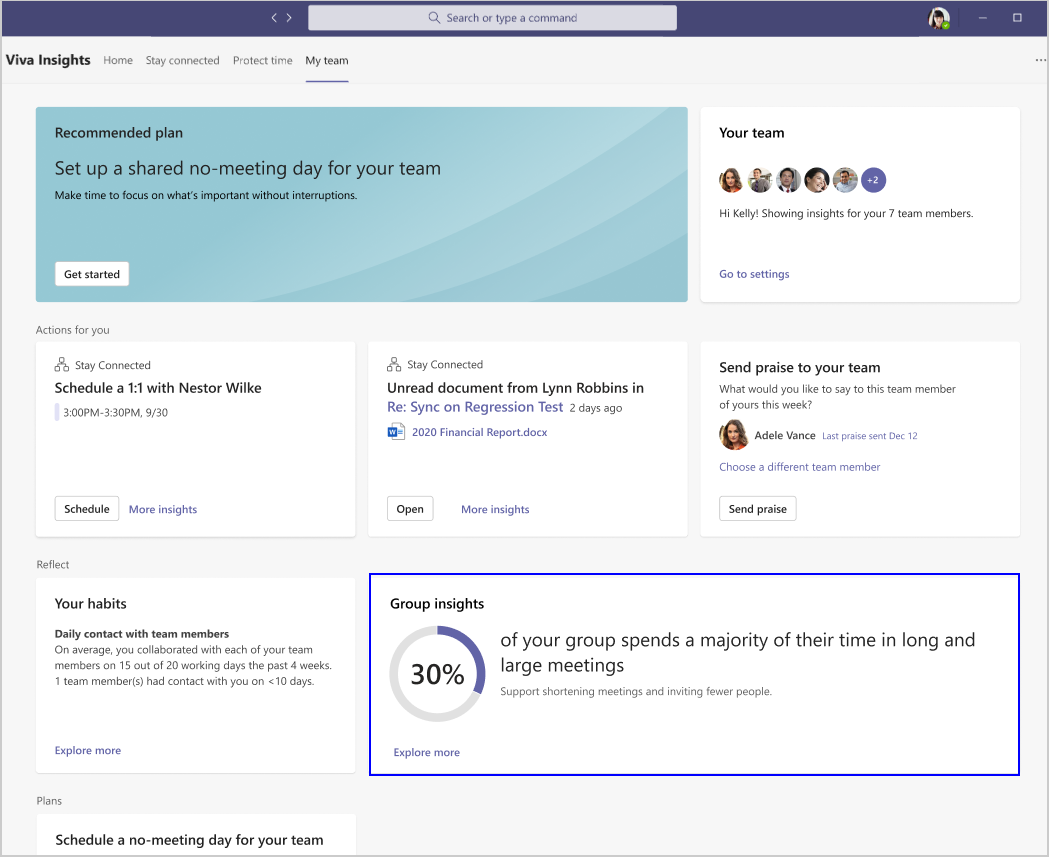 Search or type a command
Viva Insights Home Stay connected Protect time My team
Recommended plan
Set up a shared no-meeting day for your team
Make time to focus on what's important without interruptions.
Get started
Your team
+2
Hi Kelly! Showing insights for your 7 team members.
Go to settings
Actions for you
Stay Connected
Schedule a 1:1 with Nestor Wilke
3:00PM-3:30PM, 9/30
Schedule More insights
Stay Connected
Unread document from Lynn Robbins in
Re: Sync on Regression Test 2 days ago
2020 Financial Report.docx
Open More insights
Send praise to your team
What would you like to say to this team member
of yours this week?
Adele Vance Last praise sent Dec 12
Choose a different team member
Send praise
Reflect
Your habits
Daily contact with team members
On average, you collaborated with each of your team
members on 15 out of 20 working days the past 4 weeks.
1 team member(s) had contact with you on <10 days.
Explore more
Group insights
30%
of your group spends a majority of their time in long and
large meetings
Support shortening meetings and inviting fewer people.
Explore more
Plans
Schedule a no-meeting day for your team